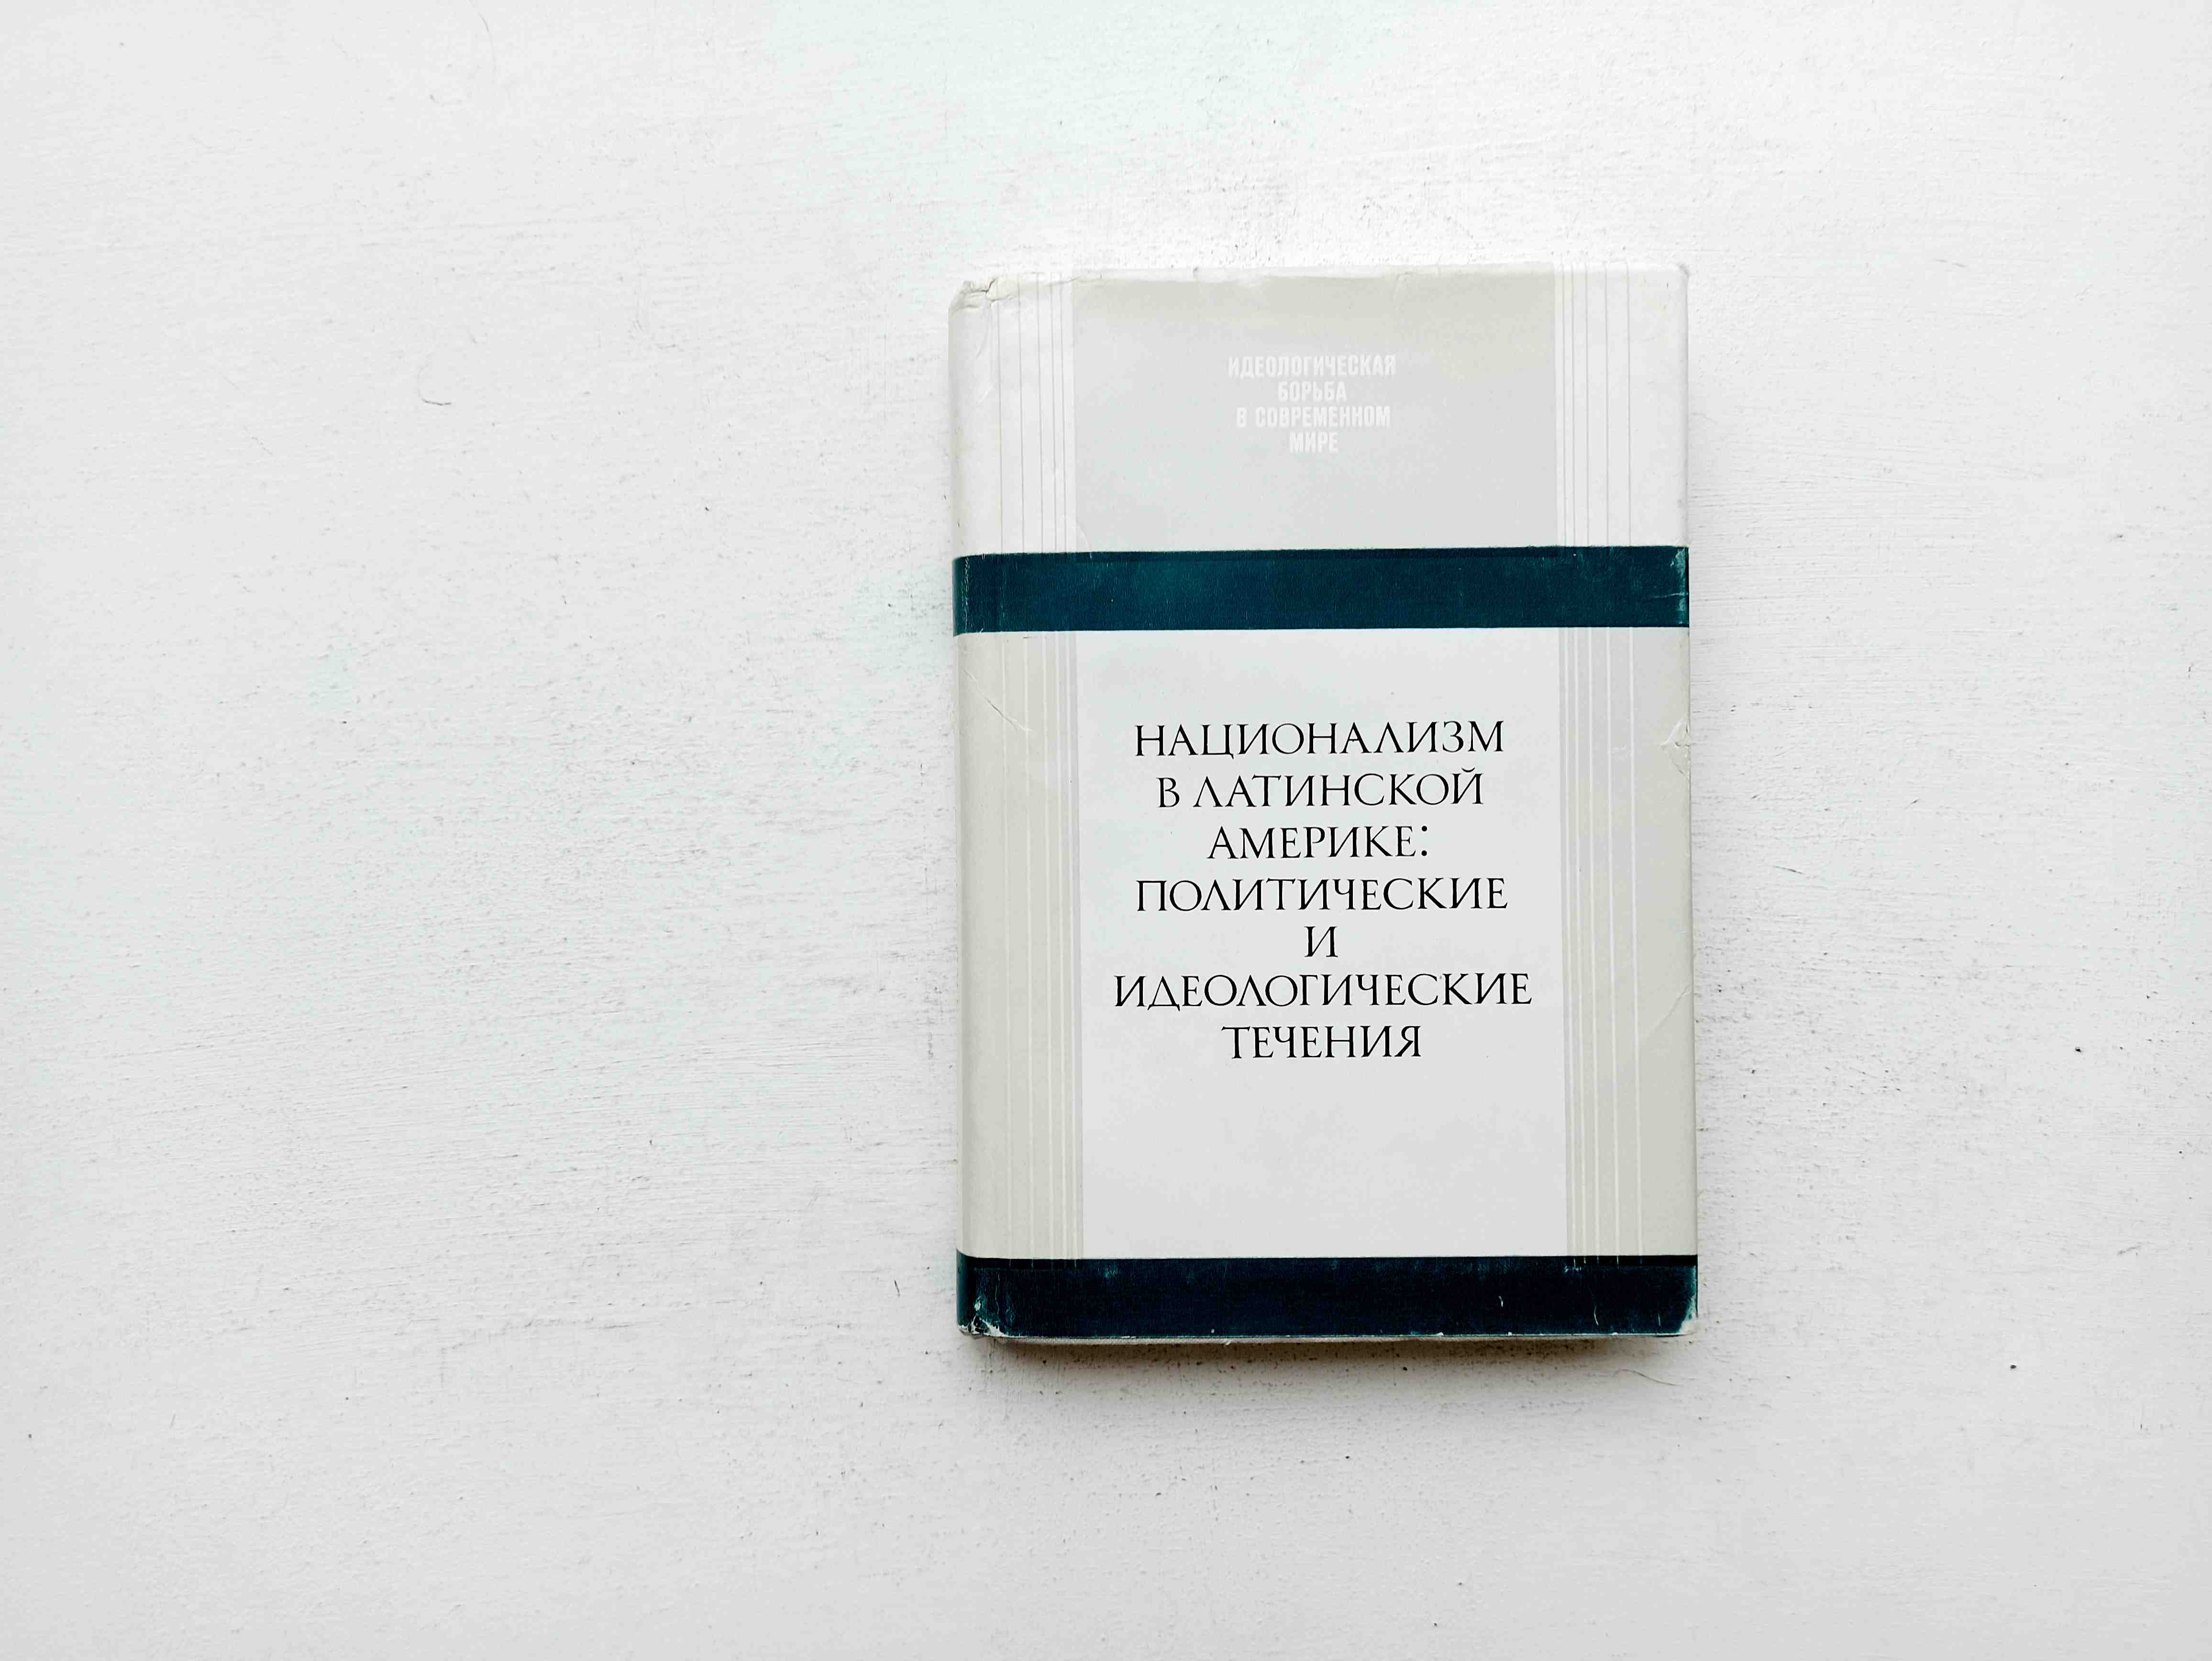 ИДЕОЛОГИЧЕСКАЯ
БОРЬБА
В СОВРЕМЕННОМ
МИРЕ
НАЦИОНАЛИЗМ
В ЛАТИНСКОЙ
АМЕРИКЕ:
ПОЛИТИЧЕСКИЕ
И
ИДЕОЛОГИЧЕСКИЕ
ТЕЧЕНИЯ